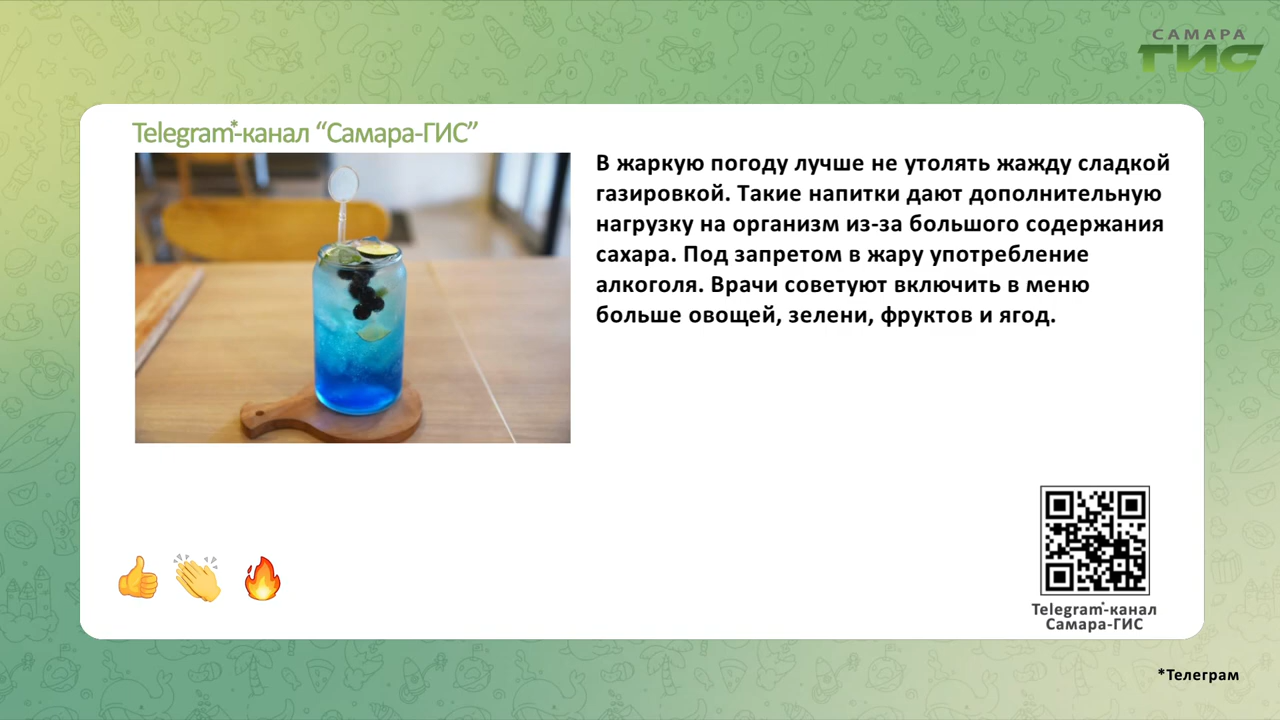 САМАРА
ГИС
Telegram*-канал “Самара-ГИС”
В жаркую погоду лучше не утолять жажду сладкой
газировкой. Такие напитки дают дополнительную
нагрузку на организм из-за большого содержания
сахара. Под запретом в жару употребление
алкоголя. Врачи советуют включить в меню
больше овощей, зелени, фруктов и ягод.
Telegram*-канал
Самара-ГИС
*Телеграм